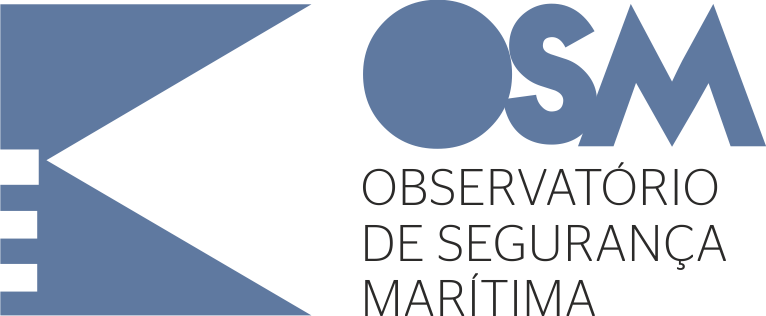 OSM
OBSERVATÓRIO
DE SEGURANÇA
MARÍTIMA